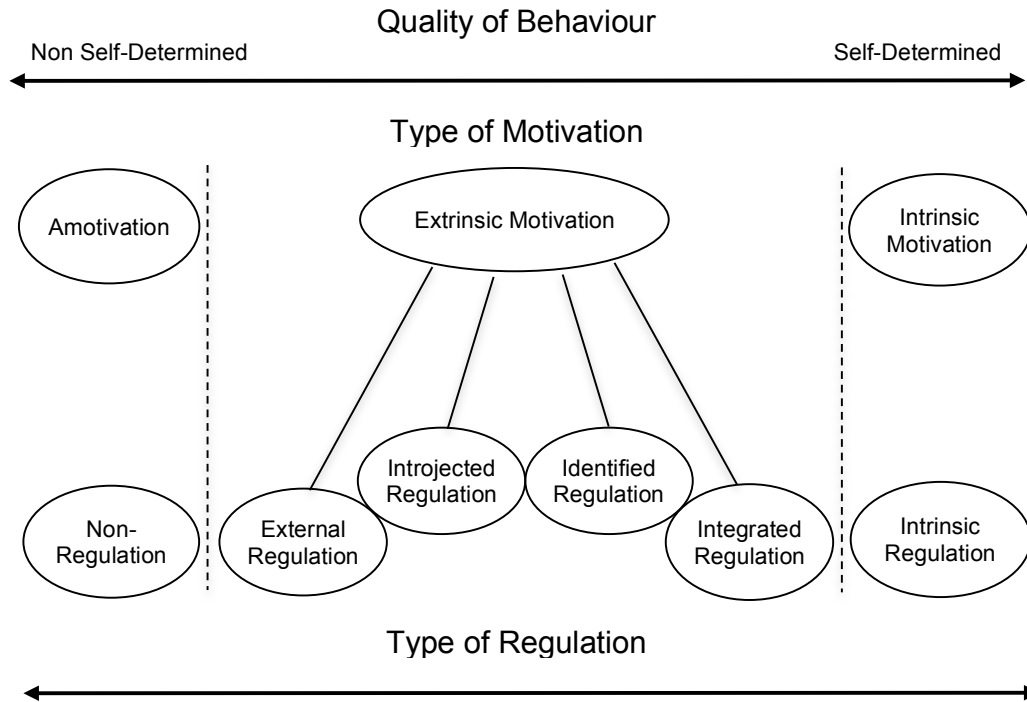 Quality of Behaviour
Non Self-Determined
Self-Determined
Type of Motivation
Amotivation
Extrinsic Motivation
Intrinsic
Motivation
Introjected
Regulation
Identified
Regulation
Non-
Regulation
External
Regulation
Integrated
Regulation
Intrinsic
Regulation
Type of Regulation